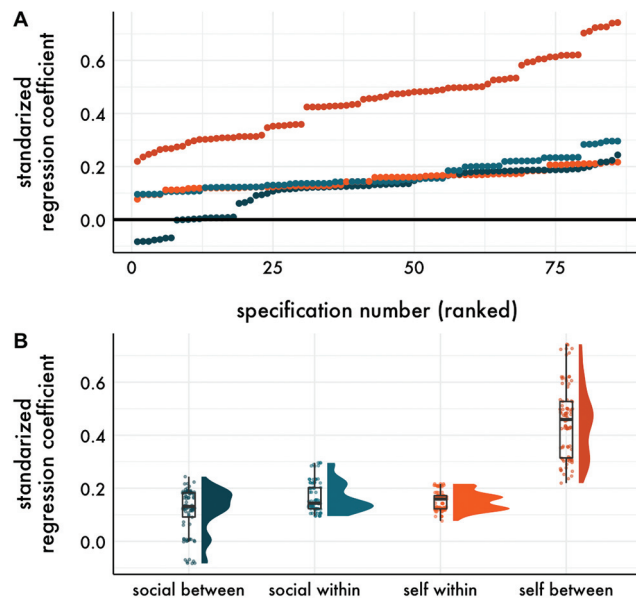 A
standarized
regression coefficient
0.6
0.4
0.2
0.0
0
25
50
75
specification number (ranked)
B
standarized
regression coefficient
0.6
0.4
0.2
0.0
social between
social within
self within
self between